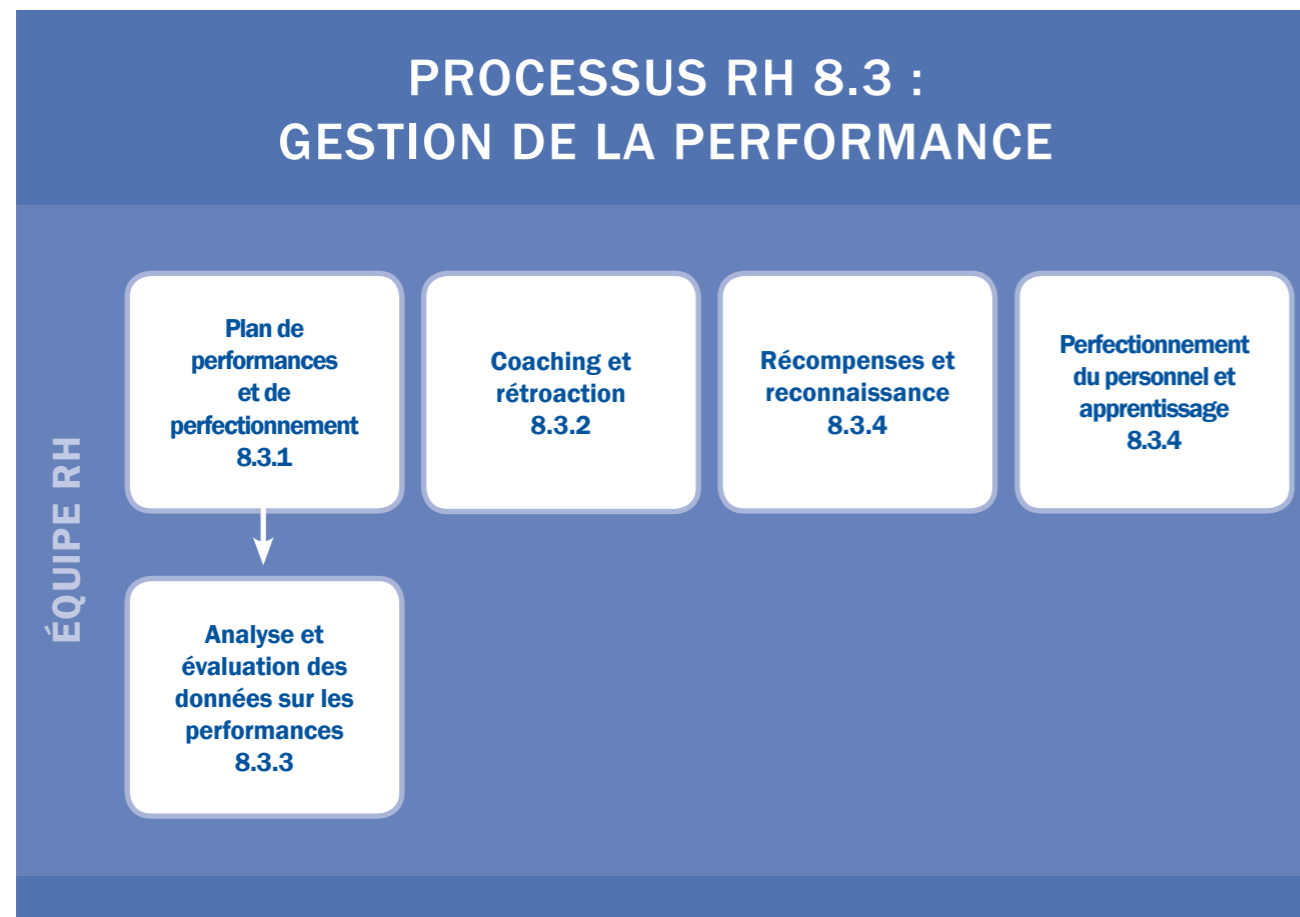 PROCESSUS RH 8.3 :
GESTION DE LA PERFORMANCE
ÉQUIPE RH
Plan de
performances
et de
perfectionnement
8.3.1
Coaching et
rétroaction
8.3.2
Récompenses et
reconnaissance
8.3.4
Perfectionnement
du personnel et
apprentissage
8.3.4
Analyse et
évaluation des
données sur les
performances
8.3.3